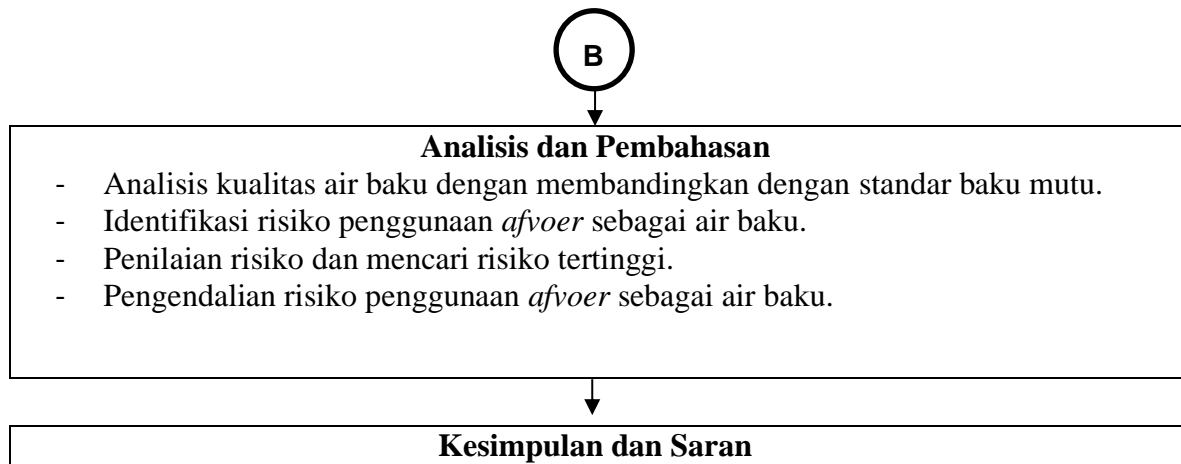 B
Analisis dan Pembahasan
- Analisis kualitas air baku dengan membandingkan dengan standar baku mutu.
- Identifikasi risiko penggunaan afvoer sebagai air baku.
- Penilaian risiko dan mencari risiko tertinggi.
- Pengendalian risiko penggunaan afvoer sebagai air baku.
Kesimpulan dan Saran